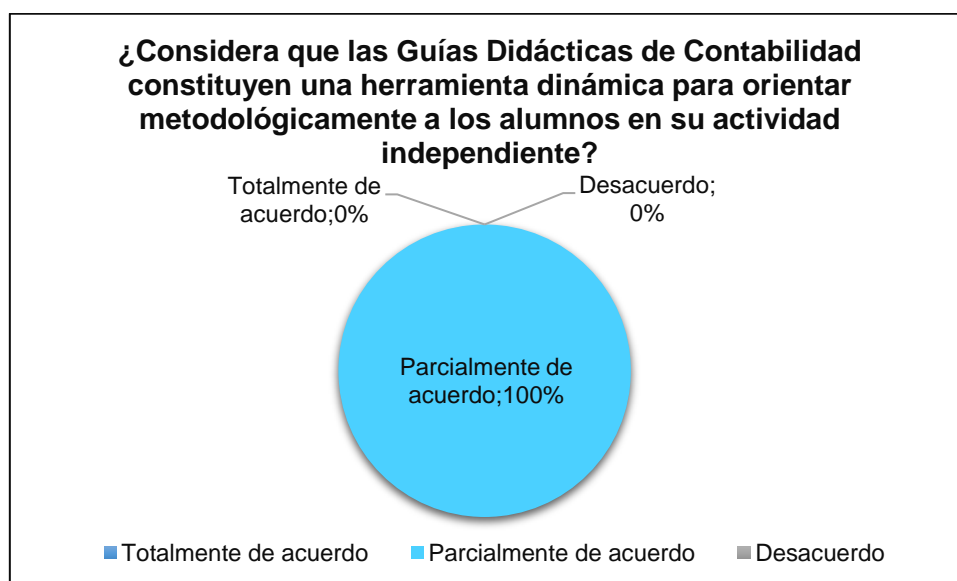 ¿Considera que las Guías Didácticas de Contabilidad
constituyen una herramienta dinámica para orientar
metodológicamente a los alumnos en su actividad
independiente?
Totalmente de
acuerdo;0%
Desacuerdo;
0%
Parcialmente de
acuerdo;100%
Totalmente de acuerdo
Parcialmente de acuerdo
Desacuerdo